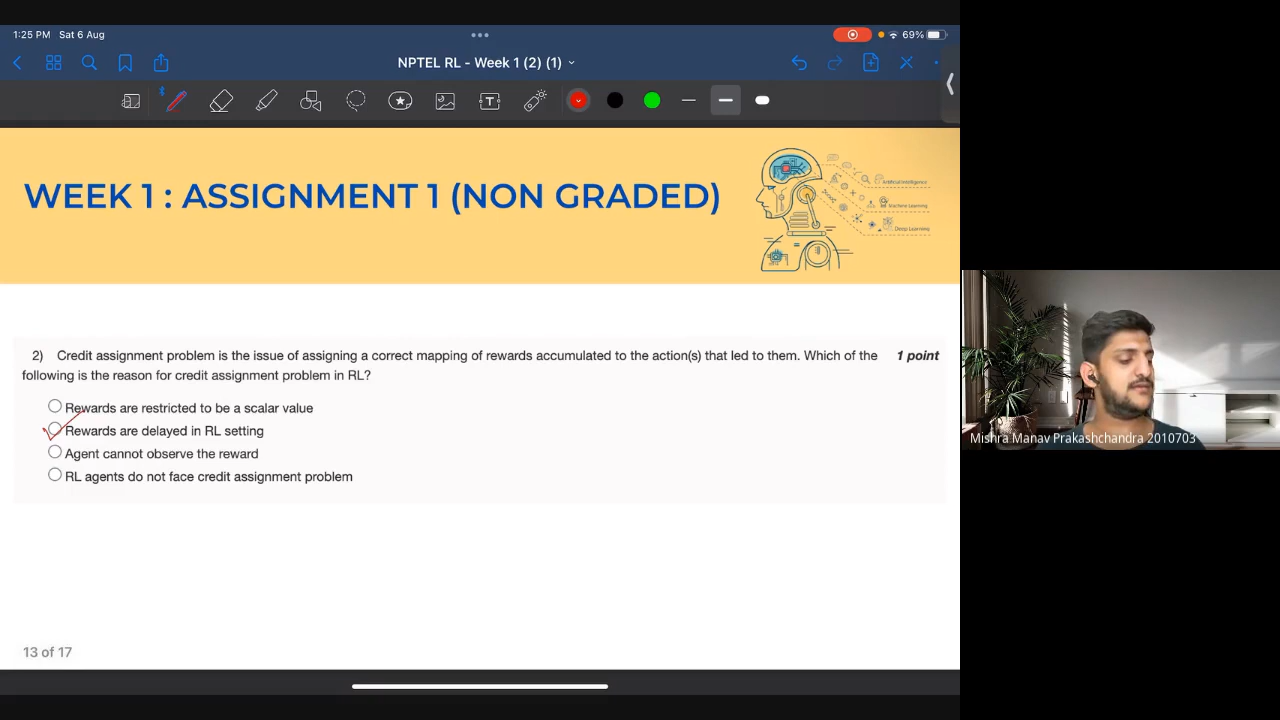 1:25 PM Sat 6 Aug
69%
NPTEL RL - Week 1 (2) (1)
T
WEEK 1 : ASSIGNMENT 1 (NON GRADED)
Artificial Intelligence
Machine Learning
Deep Learning
2) Credit assignment problem is the issue of assigning a correct mapping of rewards accumulated to the action(s) that led to them. Which of the 1 point
following is the reason for credit assignment problem in RL?
Rewards are restricted to be a scalar value
Rewards are delayed in RL setting
Agent cannot observe the reward
RL agents do not face credit assignment problem
13 of 17
Mishra Manav Prakashchandra 2010703